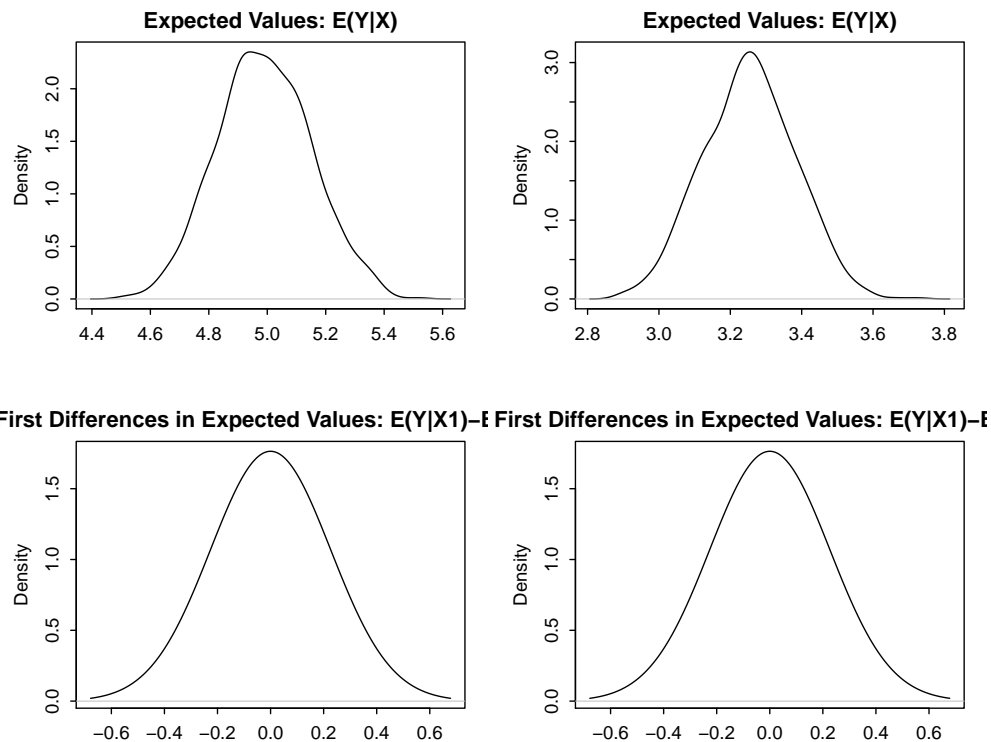 Expected Values: E(Y|X)
Density
0.0 0.5 1.0 1.5 2.0
4.4 4.6 4.8 5.0 5.2 5.4 5.6
Expected Values: E(Y|X)
Density
0.0 1.0 2.0 3.0
2.8 3.0 3.2 3.4 3.6 3.8
First Differences in Expected Values: E(Y|X1)−E
Density
0.0 0.5 1.0 1.5
−0.6 −0.4 −0.2 0.0 0.2 0.4 0.6
First Differences in Expected Values: E(Y|X1)−E
Density
0.0 0.5 1.0 1.5
−0.6 −0.4 −0.2 0.0 0.2 0.4 0.6